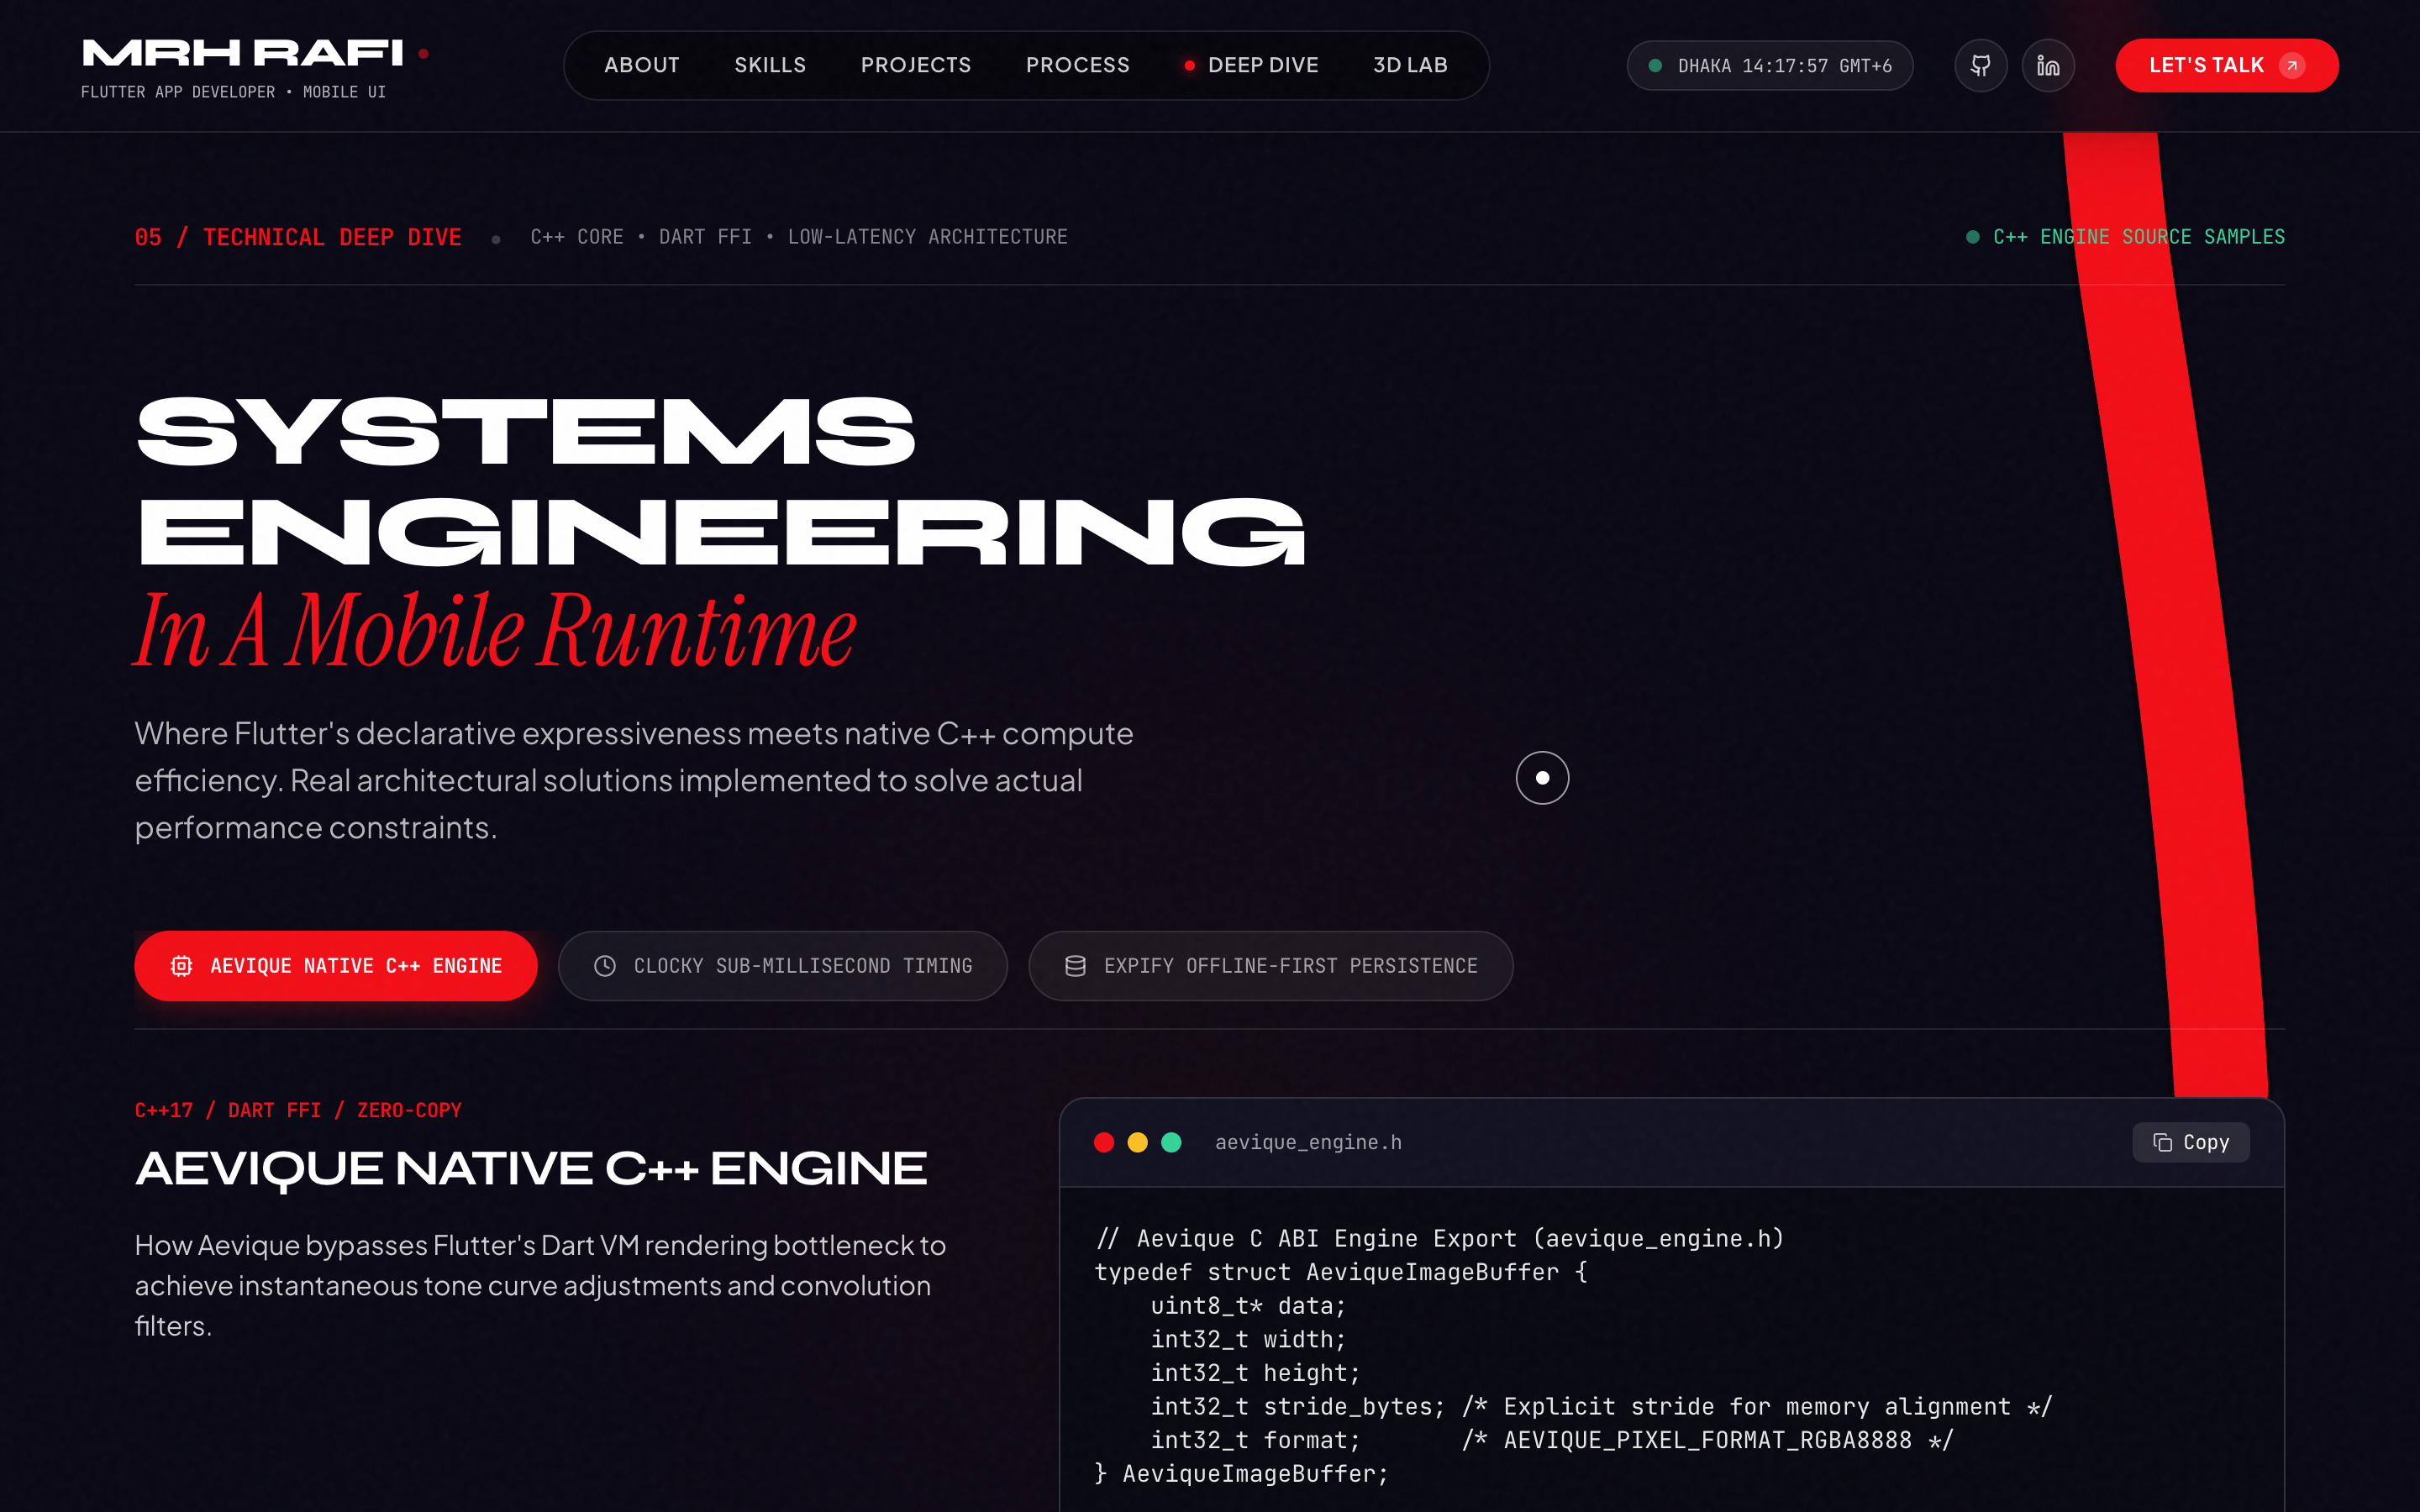 MRH RAFI
FLUTTER APP DEVELOPER • MOBILE UI
ABOUT
SKILLS
PROJECTS
PROCESS
DEEP DIVE
3D LAB
DHAKA 14:17:57 GMT+6
LET'S TALK
05 / TECHNICAL DEEP DIVE
C++ CORE • DART FFI • LOW-LATENCY ARCHITECTURE
C++ ENGINE SOURCE SAMPLES
SYSTEMS
ENGINEERING
In A Mobile Runtime
Where Flutter's declarative expressiveness meets native C++ compute
efficiency. Real architectural solutions implemented to solve actual
performance constraints.
AEVIQUE NATIVE C++ ENGINE
CLOCKY SUB-MILLISECOND TIMING
EXPIFY OFFLINE-FIRST PERSISTENCE
C++17 / DART FFI / ZERO-COPY
AEVIQUE NATIVE C++ ENGINE
How Aevique bypasses Flutter's Dart VM rendering bottleneck to
achieve instantaneous tone curve adjustments and convolution
filters.
aevique_engine.h
Copy
// Aevique C ABI Engine Export (aevique_engine.h)
typedef struct AeviqueImageBuffer {
    uint8_t* data;
    int32_t width;
    int32_t height;
    int32_t stride_bytes; /* Explicit stride for memory alignment */
    int32_t format;       /* AEVIQUE_PIXEL_FORMAT_RGBA8888 */
} AeviqueImageBuffer;